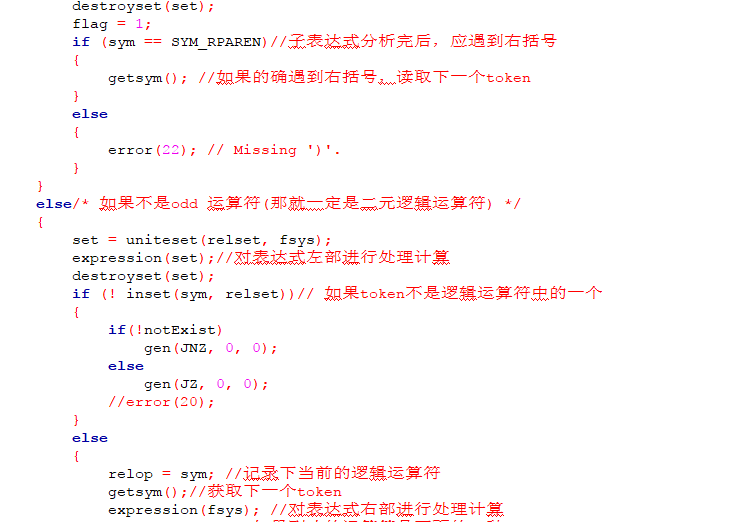 destroyset(set);
flag = 1;
if (sym == SYM_RPAREN)//子表达式分析完后, 应遇到右括号
{
getsym(); //如果的确遇到右括号, 读取下一个token
}
else
{
error(22); // Missing ')'.
}
}
else/* 如果不是odd 运算符(那就一定是二元逻辑运算符) */
{
set = uniteset(relset, fsys);
expression(set);//对表达式左部进行处理计算
destroyset(set);
if (! inset(sym, relset))// 如果token不是逻辑运算符中的一个
{
if(!notExist)
gen(JNZ, 0, 0);
else
gen(JZ, 0, 0);
//error(20);
}
else
{
relop = sym; //记录下当前的逻辑运算符
getsym();//获取下一个token
expression(fsys); //对表达式右部进行处理计算